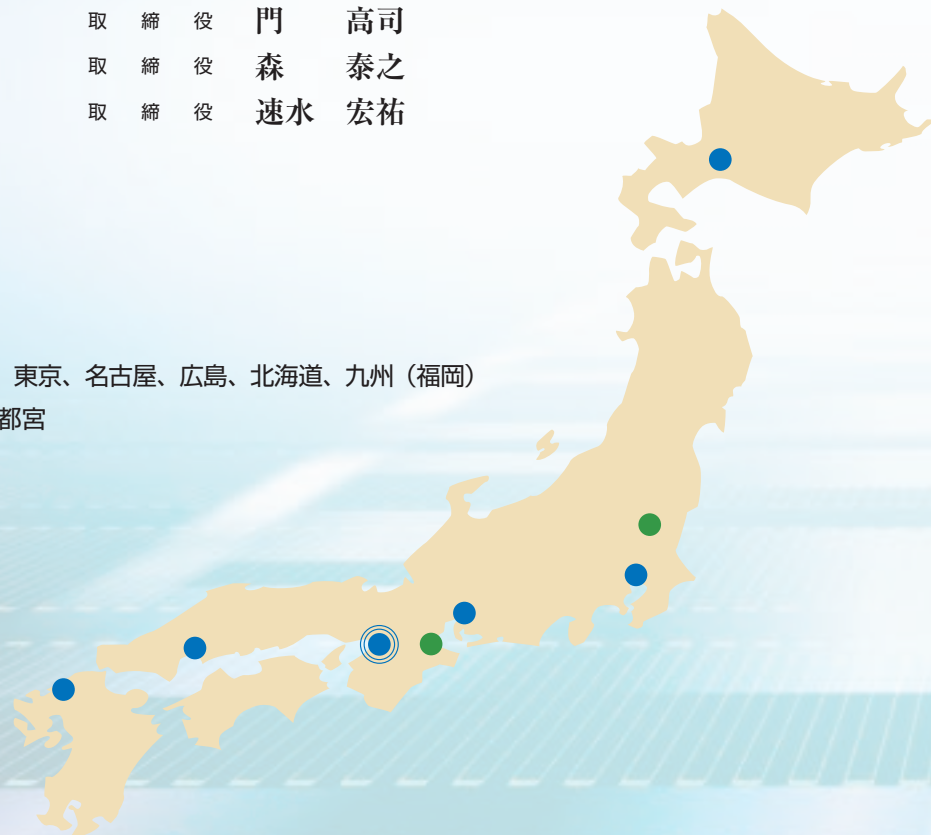 取締役 門 高司
取締役 森 泰之
取締役 速水 宏祐
東京、名古屋、広島、北海道、九州（福岡）
都宮